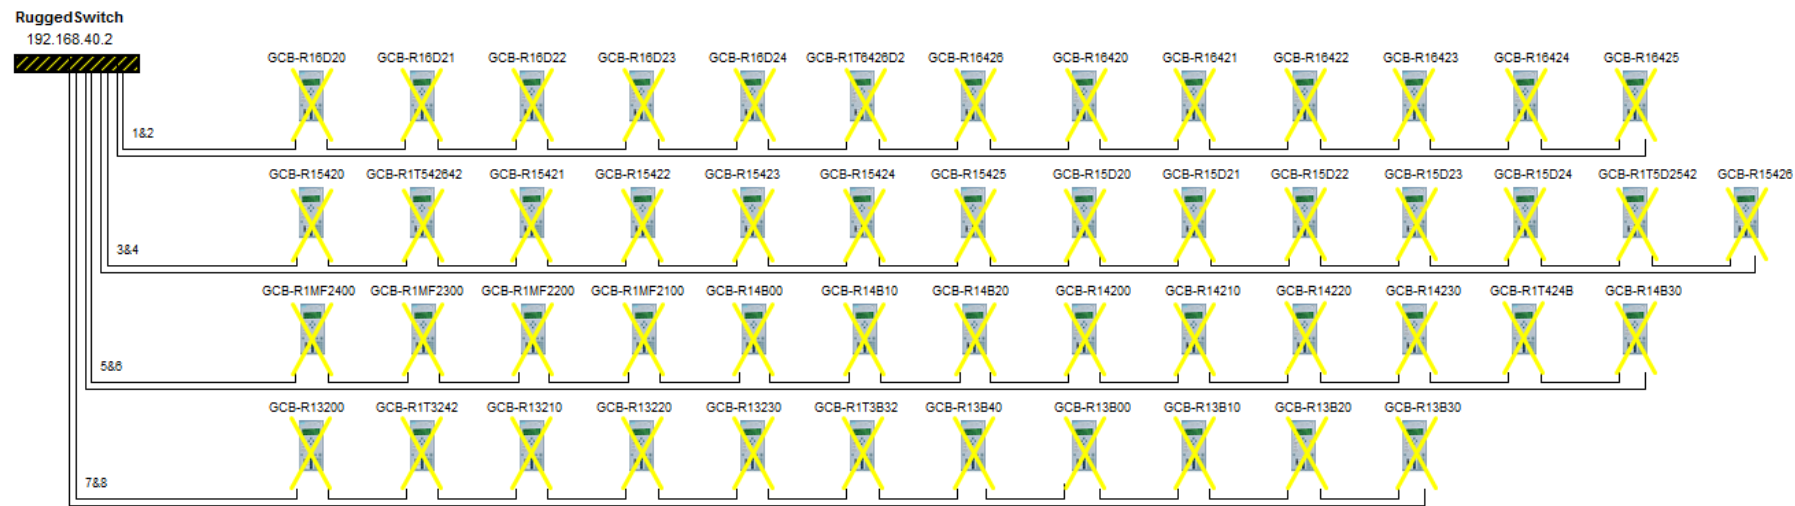 RuggedSwitch
192.168.40.2
GCB-R16D20 GCB-R16D21 GCB-R16D22 GCB-R16D23 GCB-R16D24 GCB-R1T6426D2 GCB-R16426 GCB-R16420 GCB-R16421 GCB-R16422 GCB-R16423 GCB-R16424 GCB-R16425
1&2
GCB-R15420 GCB-R1T542642 GCB-R15421 GCB-R15422 GCB-R15423 GCB-R15424 GCB-R15425 GCB-R15D20 GCB-R15D21 GCB-R15D22 GCB-R15D23 GCB-R15D24 GCB-R1T5D2542 GCB-R15426
3&4
GCB-R1MF2400 GCB-R1MF2300 GCB-R1MF2200 GCB-R1MF2100 GCB-R14B00 GCB-R14B10 GCB-R14B20 GCB-R14200 GCB-R14210 GCB-R14220 GCB-R14230 GCB-R1T424B GCB-R14B30
5&6
GCB-R13200 GCB-R1T3242 GCB-R13210 GCB-R13220 GCB-R13230 GCB-R1T3B32 GCB-R13B40 GCB-R13B00 GCB-R13B10 GCB-R13B20 GCB-R13B30
7&8